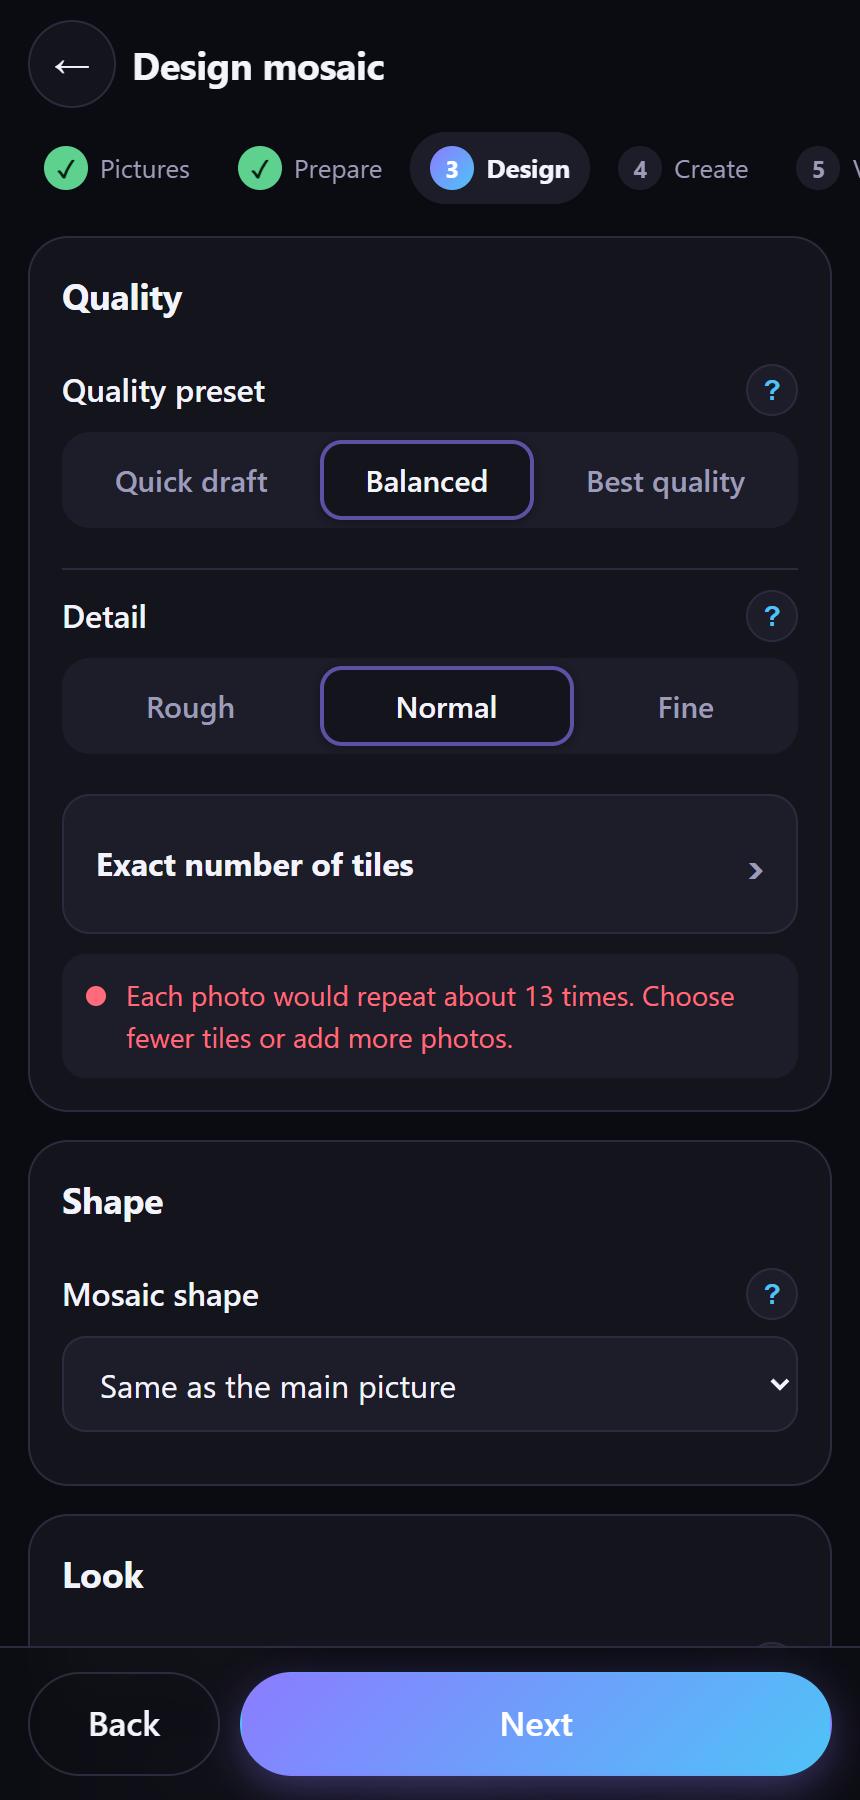 ← Design mosaic
✓ Pictures ✓ Prepare 3 Design 4 Create 5
Quality
Quality preset ?
Quick draft Balanced Best quality
Detail ?
Rough Normal Fine
Exact number of tiles ›
Each photo would repeat about 13 times. Choose
fewer tiles or add more photos.
Shape
Mosaic shape ?
Same as the main picture
Look
Back Next